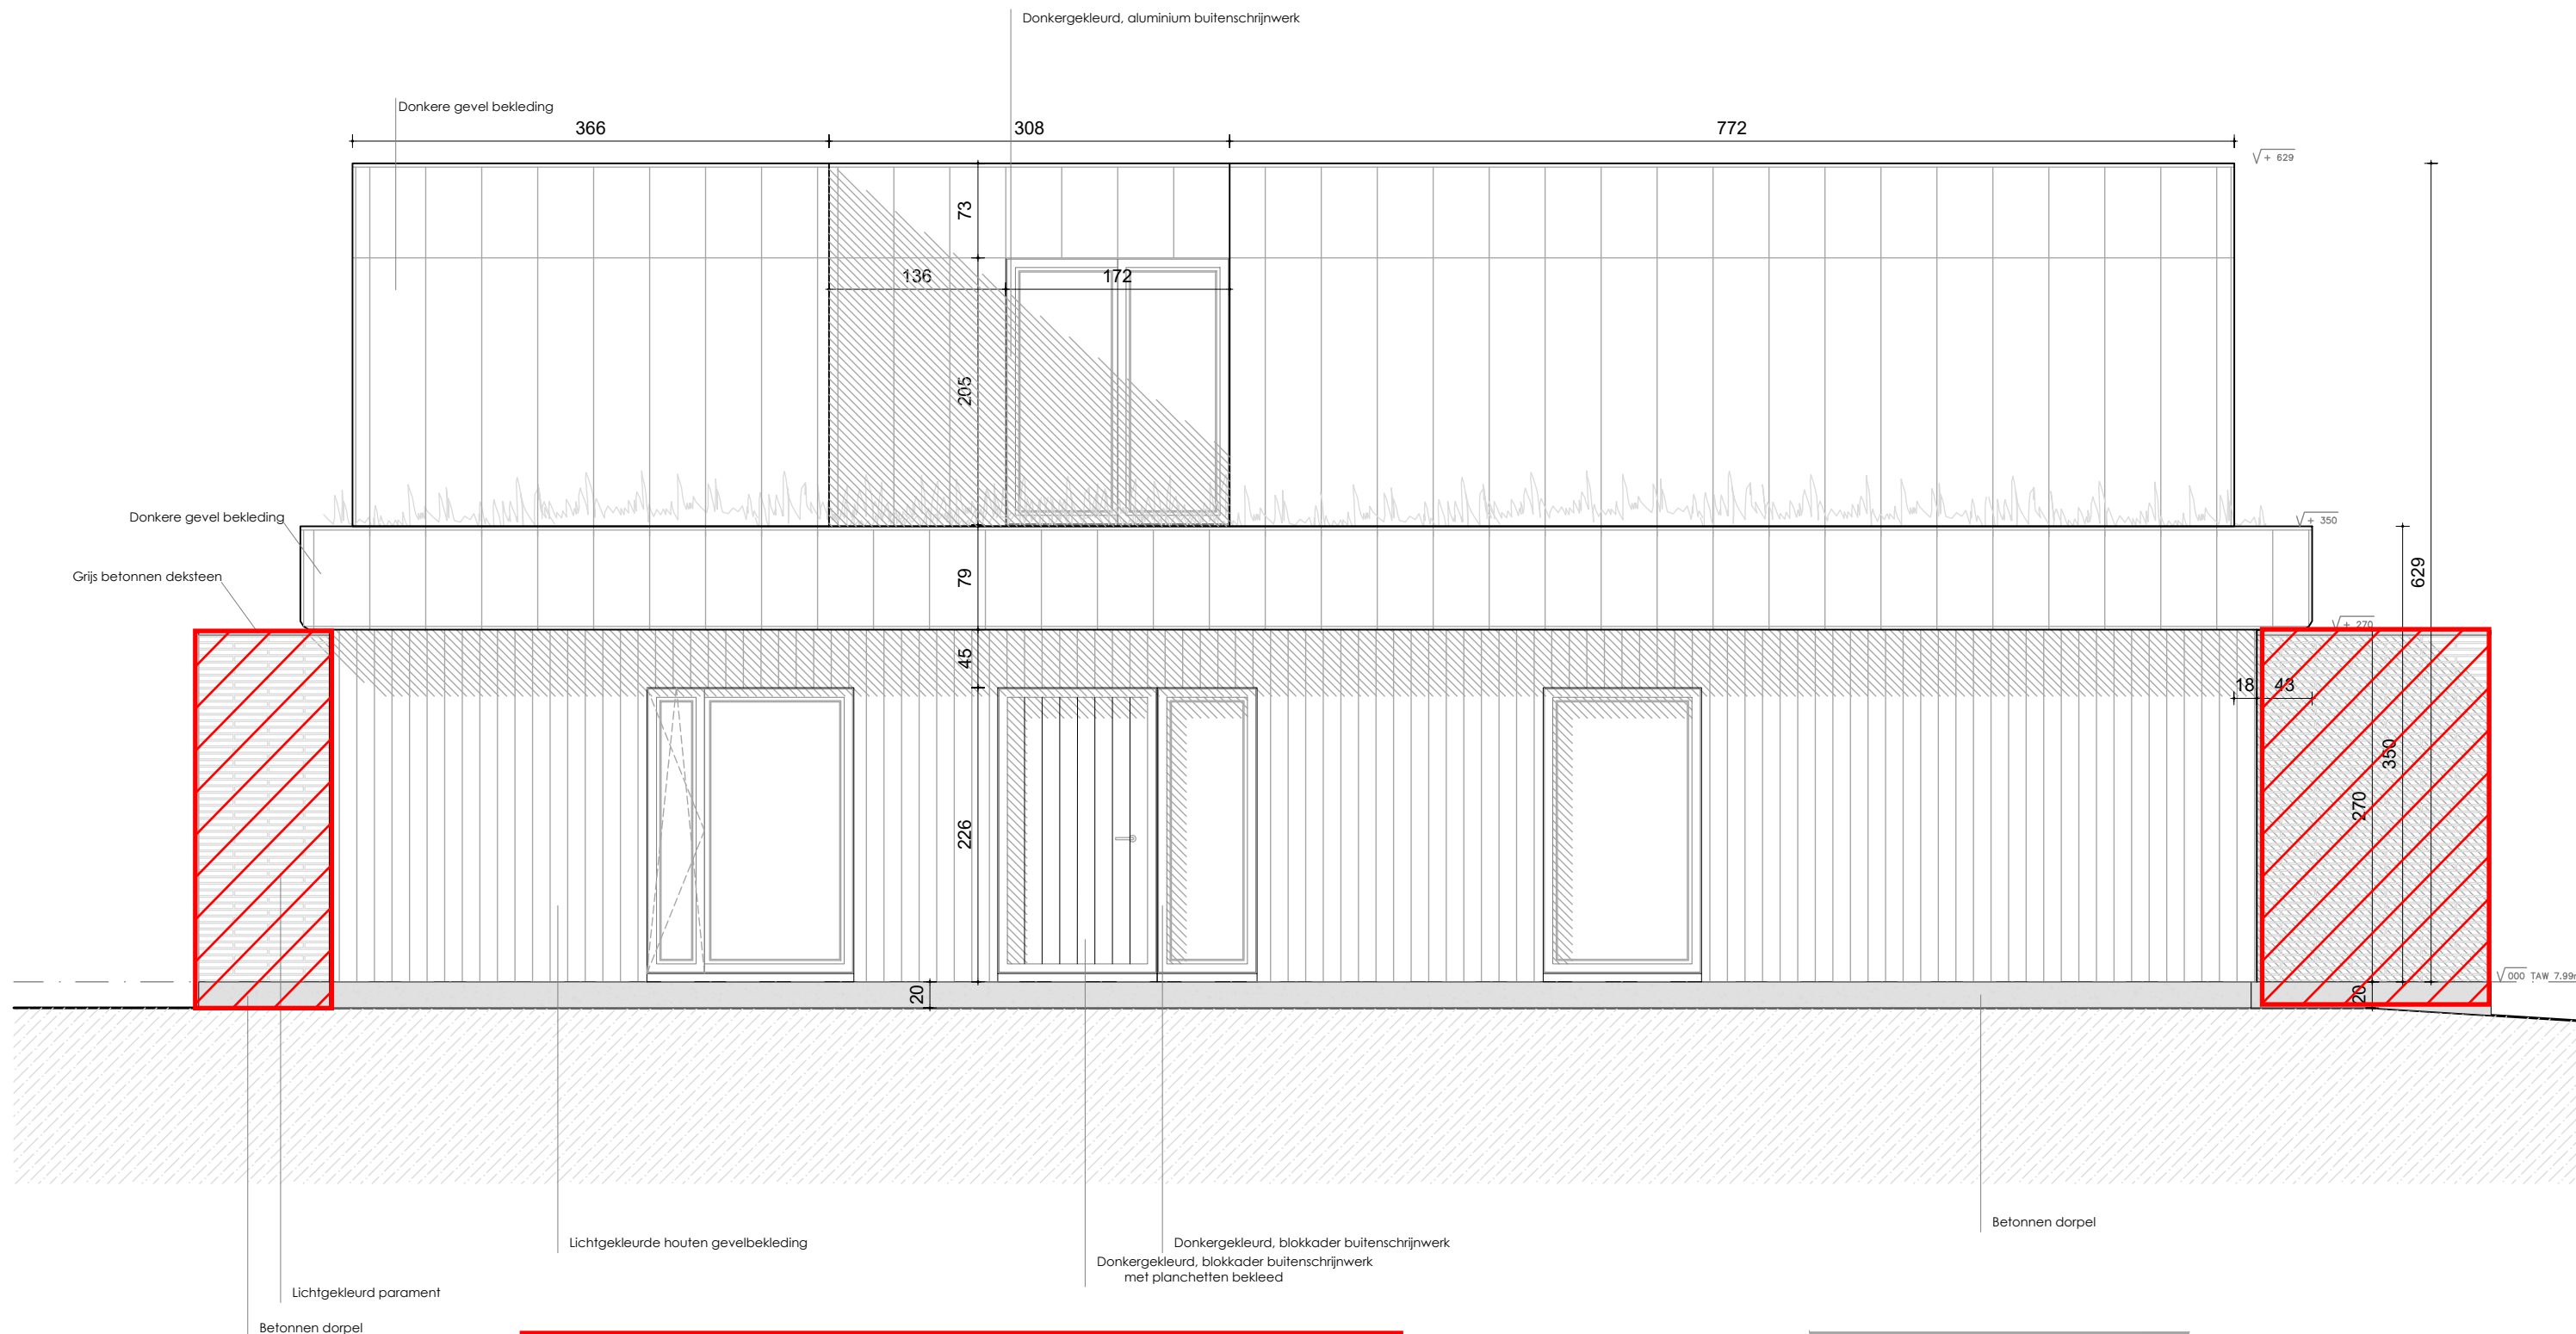 Donkergekleurd, aluminium buitenschrijnwerk
Donkere gevel bekleding
366
308
772
+ 629
73
136
172
205
Donkere gevel bekleding
+ 350
Grijs betonnen deksteen
79
629
+ 270
45
18
43
350
270
226
000 TAW 7.99
20
20
Betonnen dorpel
Lichtgekleurde houten gevelbekleding
Donkergekleurd, blokkader buitenschrijnwerk
Donkergekleurd, blokkader buitenschrijnwerk
met planchetten bekleed
Lichtgekleurd parament
Betonnen dorpel